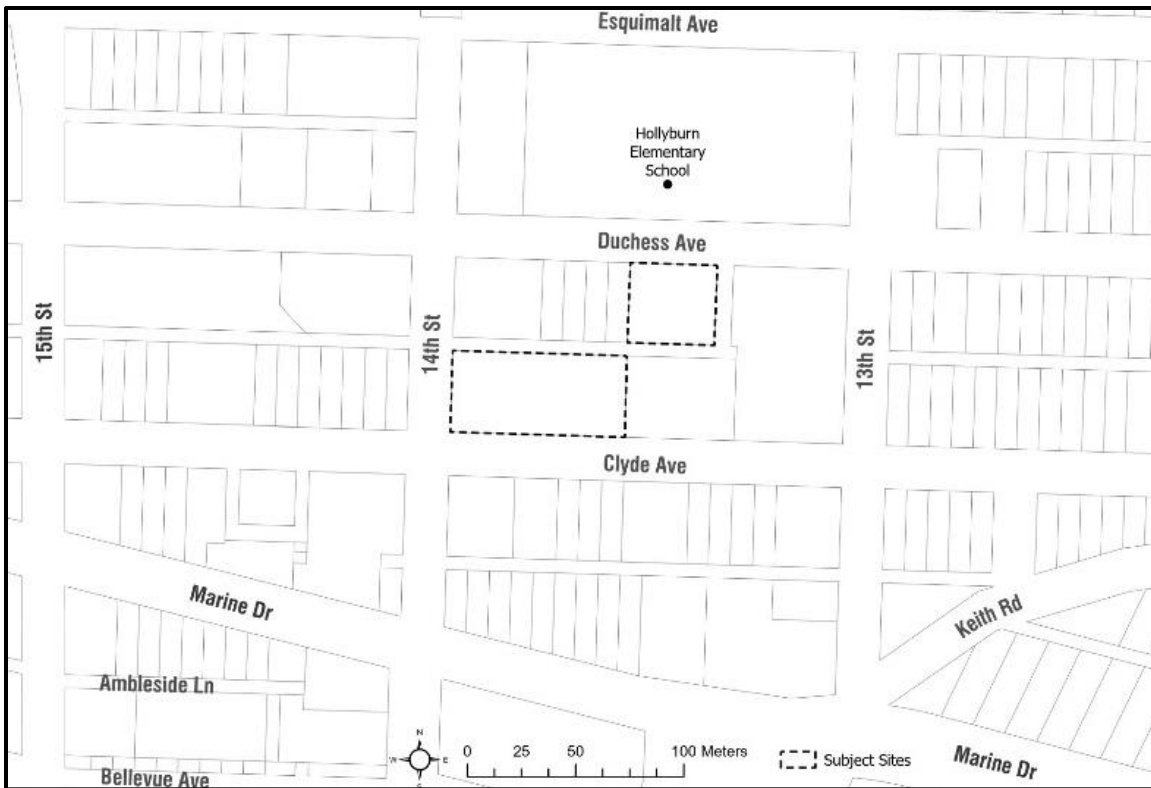 Esquimalt Ave
Hollyburn
Elementary
School
Duchess Ave
15th St
14th St
13th St
Clyde Ave
Marine Dr
Keith Rd
Ambleside Ln
Bellevue Ave
N
W E
S
0 25 50 100 Meters
Subject Sites
Marine Dr